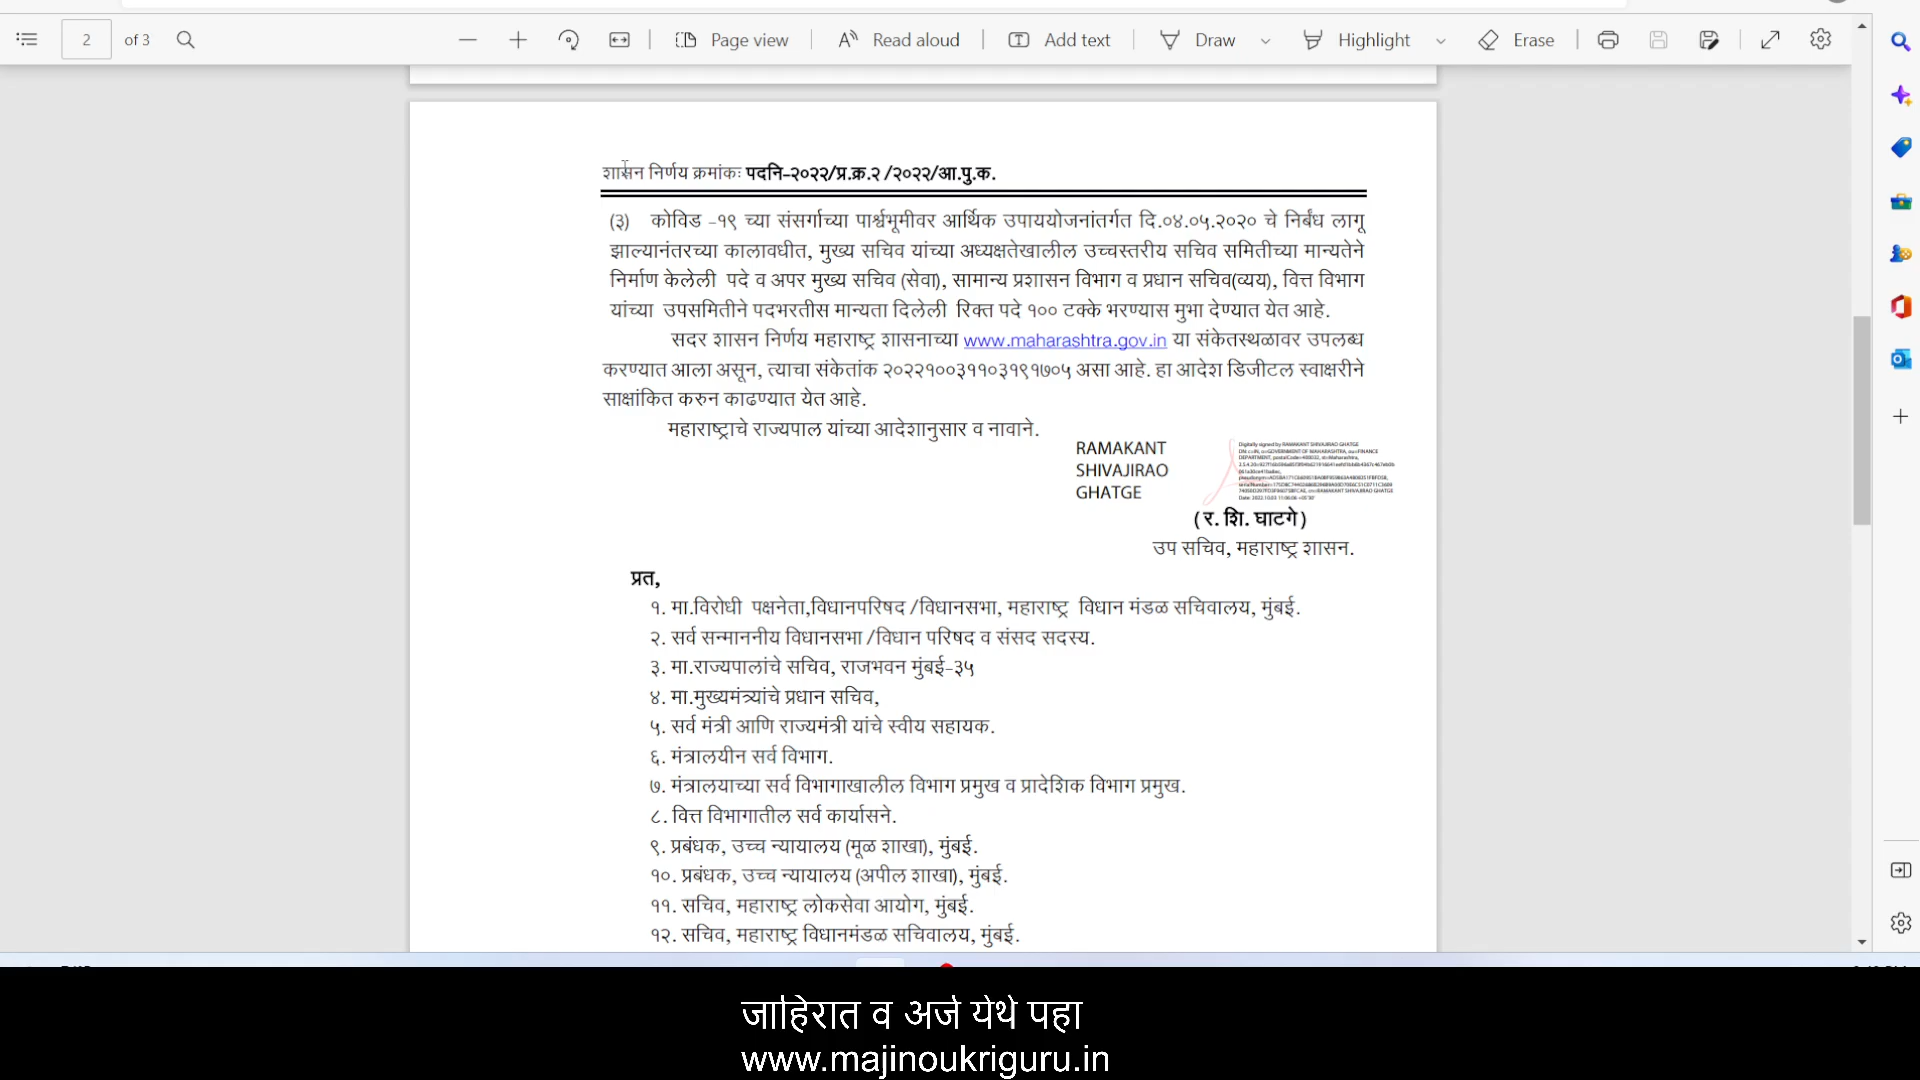 2 of 3 Page view Read aloud Add text Draw Highlight Erase
शासन निर्णय क्रमांकः पदनि-२०२२/प्र.क्र.२ /२०२२/आ.पु.क.
(३) कोविड -१९ च्या संसर्गाच्या पार्श्वभूमीवर आर्थिक उपाययोजनांतर्गत दि.०४.०५.२०२० चे निर्बंध लागू
झाल्यानंतरच्या कालावधीत, मुख्य सचिव यांच्या अध्यक्षतेखालील उच्चस्तरीय सचिव समितीच्या मान्यतेने
निर्माण केलेली पदे व अपर मुख्य सचिव (सेवा), सामान्य प्रशासन विभाग व प्रधान सचिव(व्यय), वित्त विभाग
यांच्या उपसमितीने पदभरतीस मान्यता दिलेली रिक्त पदे १०० टक्के भरण्यास मुभा देण्यात येत आहे.
सदर शासन निर्णय महाराष्ट्र शासनाच्या www.maharashtra.gov.in या संकेतस्थळावर उपलब्ध
करण्यात आला असून, त्याचा संकेतांक २०२२१००३११०३१९१७०५ असा आहे. हा आदेश डिजीटल स्वाक्षरीने
साक्षांकित करुन काढण्यात येत आहे.
महाराष्ट्राचे राज्यपाल यांच्या आदेशानुसार व नावाने.
RAMAKANT
SHIVAJIRAO
GHATGE
Digitally signed by RAMAKANT SHIVAJIRAO GHATGE
(र. शि. घाटगे)
उप सचिव, महाराष्ट्र शासन.
प्रत,
१. मा.विरोधी पक्षनेता,विधानपरिषद /विधानसभा, महाराष्ट्र विधान मंडळ सचिवालय, मुंबई.
२. सर्व सन्माननीय विधानसभा /विधान परिषद व संसद सदस्य.
३. मा.राज्यपालांचे सचिव, राजभवन मुंबई-३५
४. मा.मुख्यमंत्र्यांचे प्रधान सचिव,
५. सर्व मंत्री आणि राज्यमंत्री यांचे स्वीय सहायक.
६. मंत्रालयीन सर्व विभाग.
७. मंत्रालयाच्या सर्व विभागाखालील विभाग प्रमुख व प्रादेशिक विभाग प्रमुख.
८. वित्त विभागातील सर्व कार्यासने.
९. प्रबंधक, उच्च न्यायालय (मूळ शाखा), मुंबई.
१०. प्रबंधक, उच्च न्यायालय (अपील शाखा), मुंबई.
११. सचिव, महाराष्ट्र लोकसेवा आयोग, मुंबई.
१२. सचिव, महाराष्ट्र विधानमंडळ सचिवालय, मुंबई.
जाहिरात व अर्ज येथे पहा
www.majinoukriguru.in